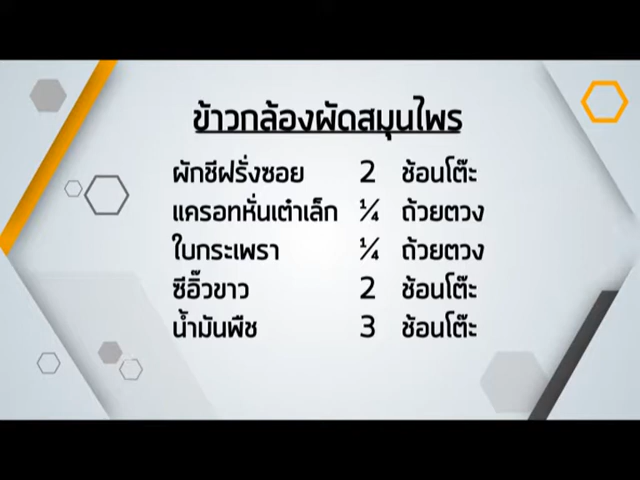 ข้าวกล้องผัดสมุนไพร
ผักชีฝรั่งซอย 2 ช้อนโต๊ะ
แครอทหั่นเต๋าเล็ก ¼ ถ้วยตวง
ใบกระเพรา ¼ ถ้วยตวง
ซีอิ๊วขาว 2 ช้อนโต๊ะ
น้ำมันพืช 3 ช้อนโต๊ะ